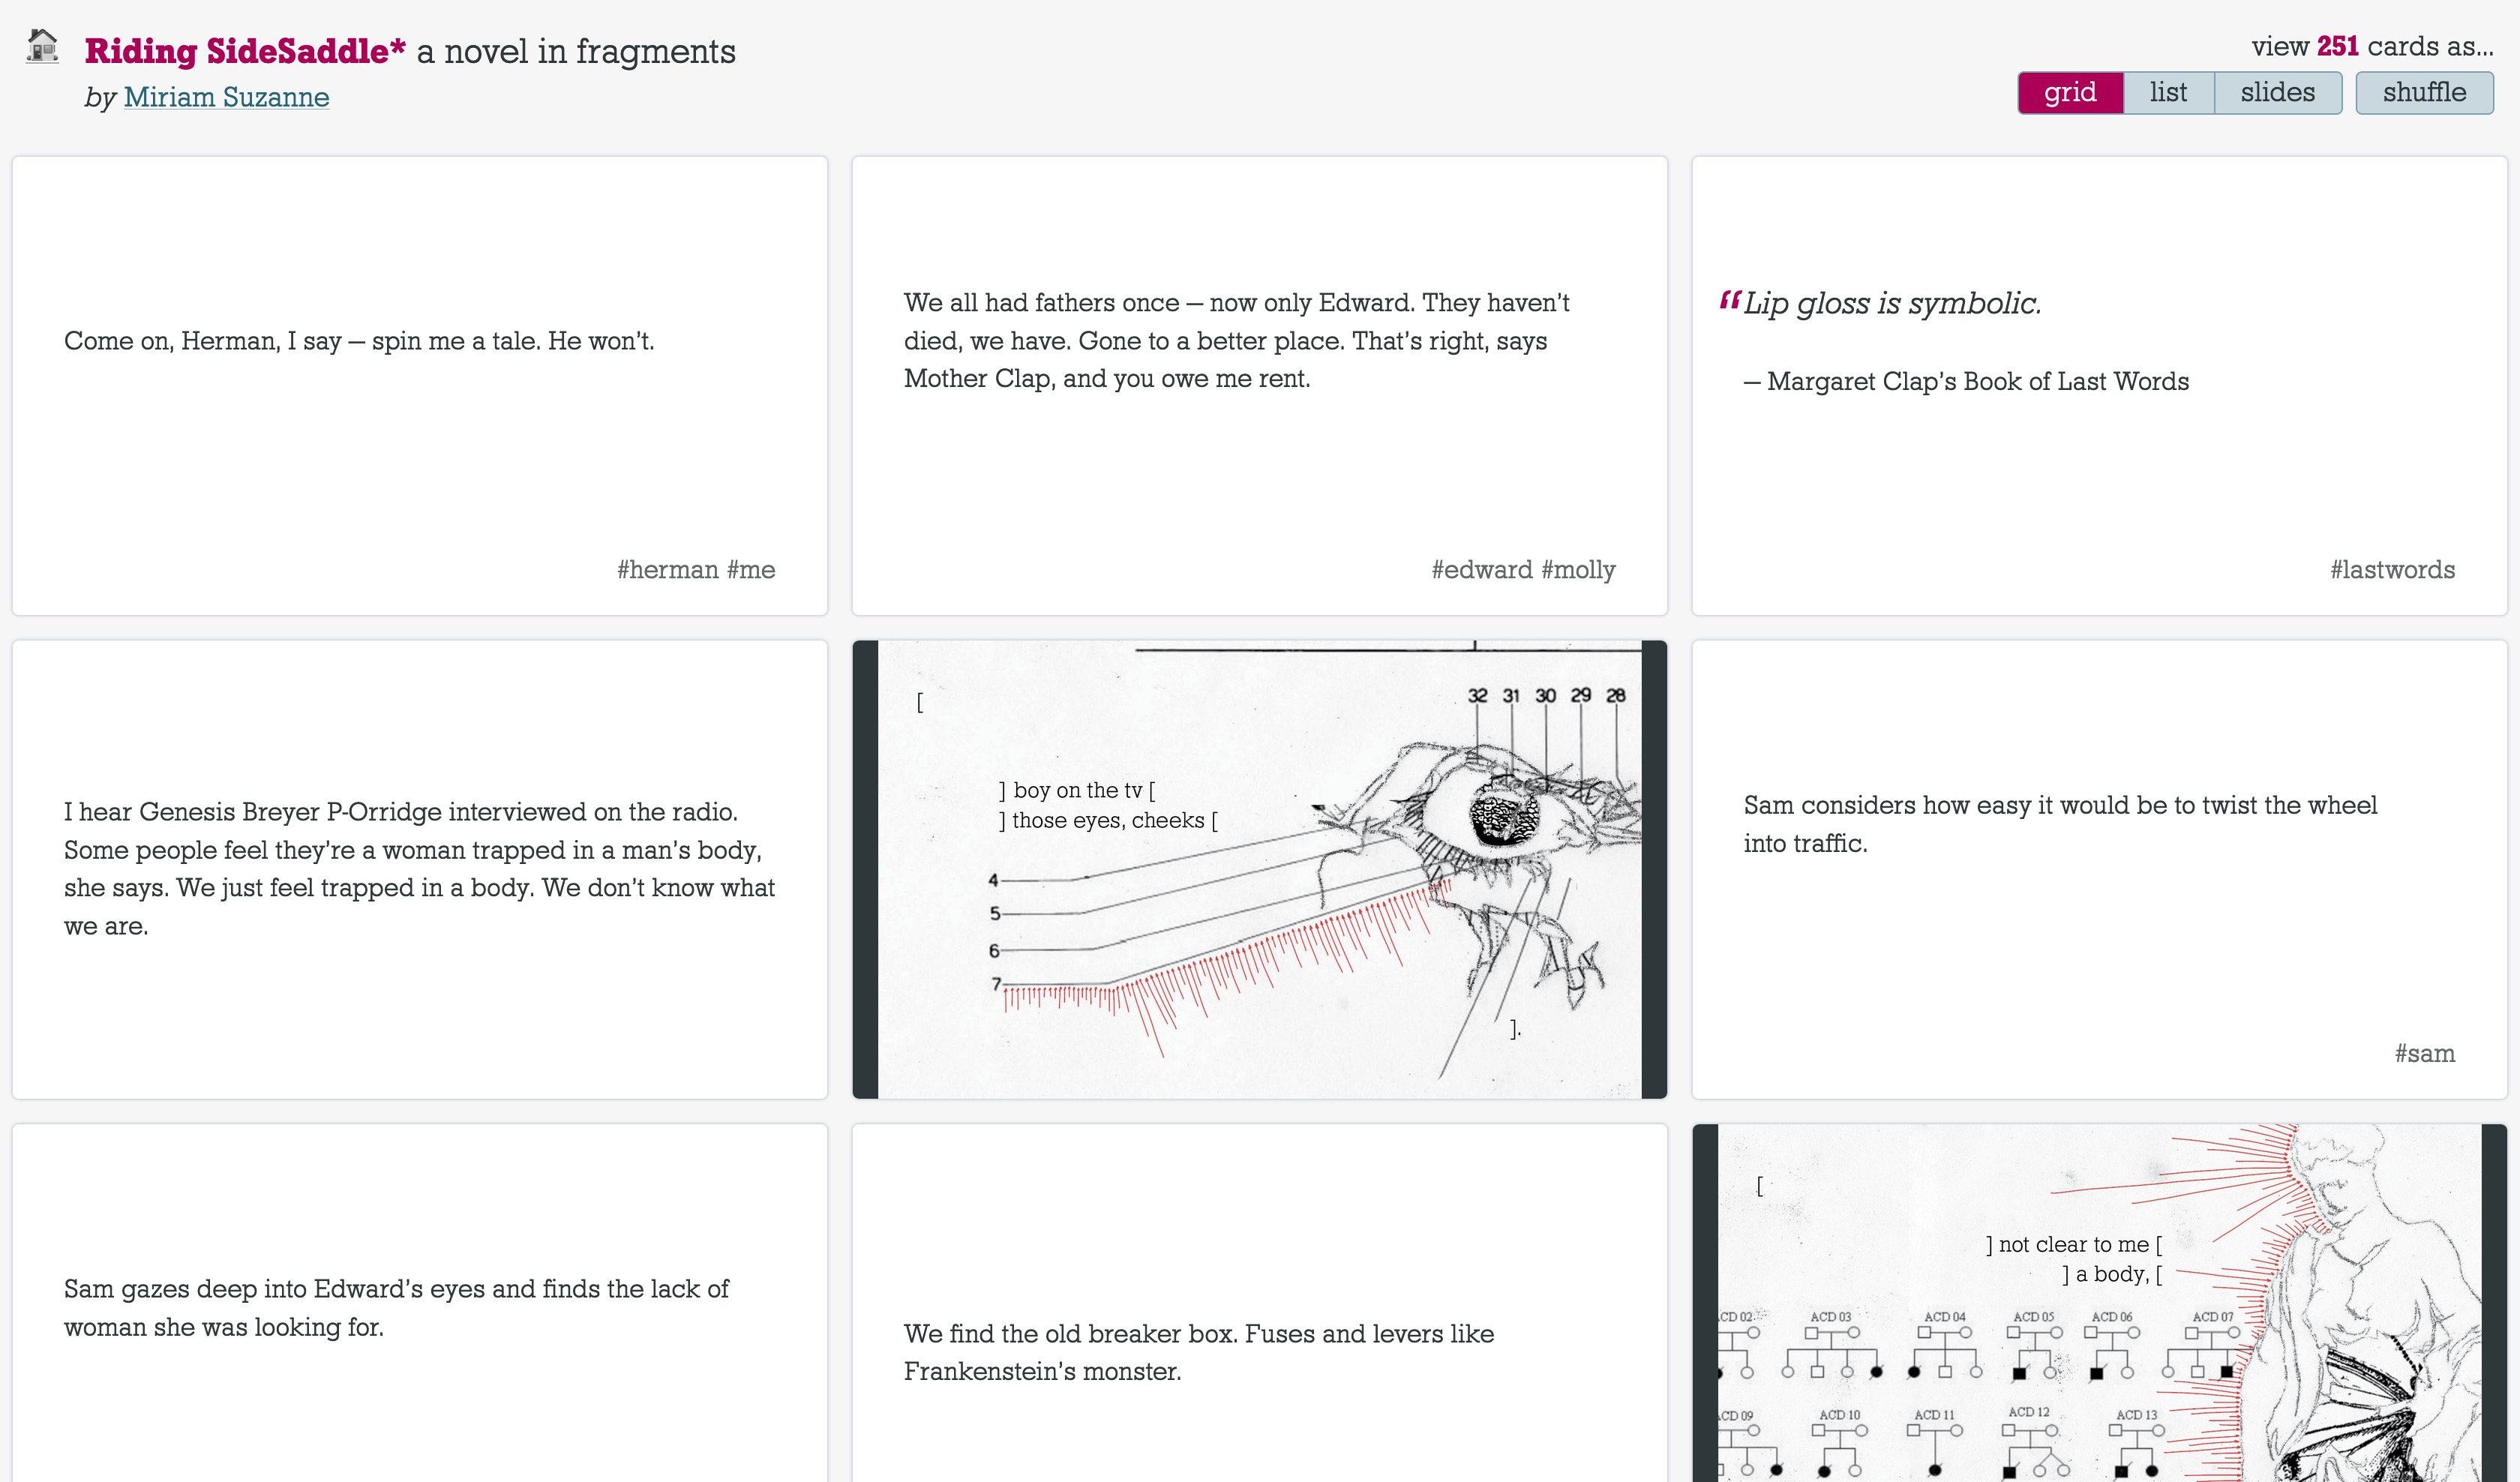 Riding SideSaddle* a novel in fragments
by Miriam Suzanne
view 251 cards as...
grid list slides shuffle
Come on, Herman, I say — spin me a tale. He won’t.
#herman #me
We all had fathers once — now only Edward. They haven’t
died, we have. Gone to a better place. That’s right, says
Mother Clap, and you owe me rent.
#edward #molly
“Lip gloss is symbolic.
— Margaret Clap’s Book of Last Words
#lastwords
I hear Genesis Breyer P-Orridge interviewed on the radio.
Some people feel they’re a woman trapped in a man’s body,
she says. We just feel trapped in a body. We don’t know what
we are.
[
32 31 30 29 28
] boy on the tv [
] those eyes, cheeks [
4
5
6
7
].
Sam considers how easy it would be to twist the wheel
into traffic.
#sam
Sam gazes deep into Edward’s eyes and finds the lack of
woman she was looking for.
We find the old breaker box. Fuses and levers like
Frankenstein’s monster.
[
] not clear to me [
] a body, [
CD 02 ACD 03 ACD 04 ACD 05 ACD 06 ACD 07
CD 09 ACD 10 ACD 11 ACD 12 ACD 13